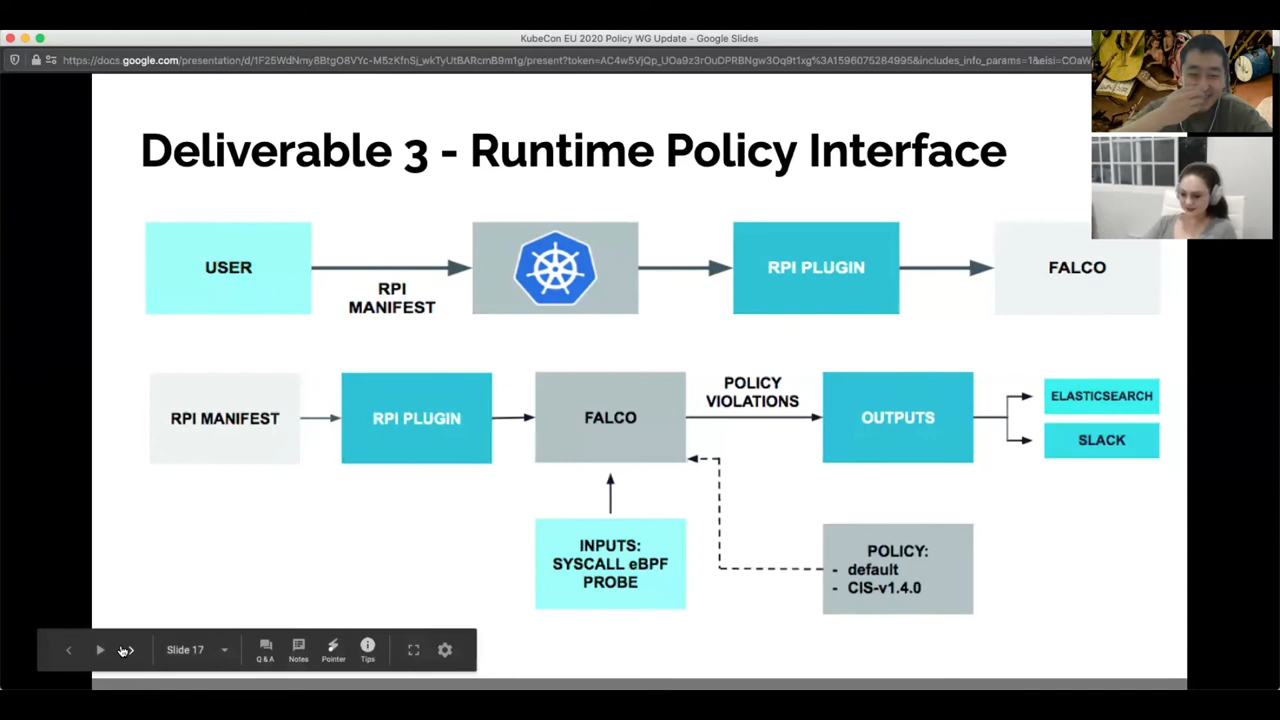 KubeCon EU 2020 Policy WG Update - Google Slides
Deliverable 3 - Runtime Policy Interface
USER
RPI
MANIFEST
RPI PLUGIN
FALCO
RPI MANIFEST
RPI PLUGIN
FALCO
POLICY
VIOLATIONS
OUTPUTS
ELASTICSEARCH
SLACK
INPUTS:
SYSCALL eBPF
PROBE
POLICY:
- default
- CIS-v1.4.0
Slide 17
Q&A
Notes
Pointer
Tips